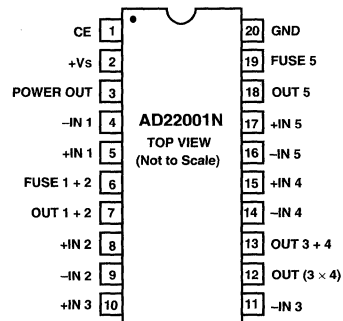 CE 1
+Vs 2
POWER OUT 3
−IN 1 4
+IN 1 5
FUSE 1 + 2 6
OUT 1 + 2 7
+IN 2 8
−IN 2 9
+IN 3 10
AD22001N
TOP VIEW
(Not to Scale)
20 GND
19 FUSE 5
18 OUT 5
17 +IN 5
16 −IN 5
15 +IN 4
14 −IN 4
13 OUT 3 + 4
12 OUT (3 × 4)
11 −IN 3